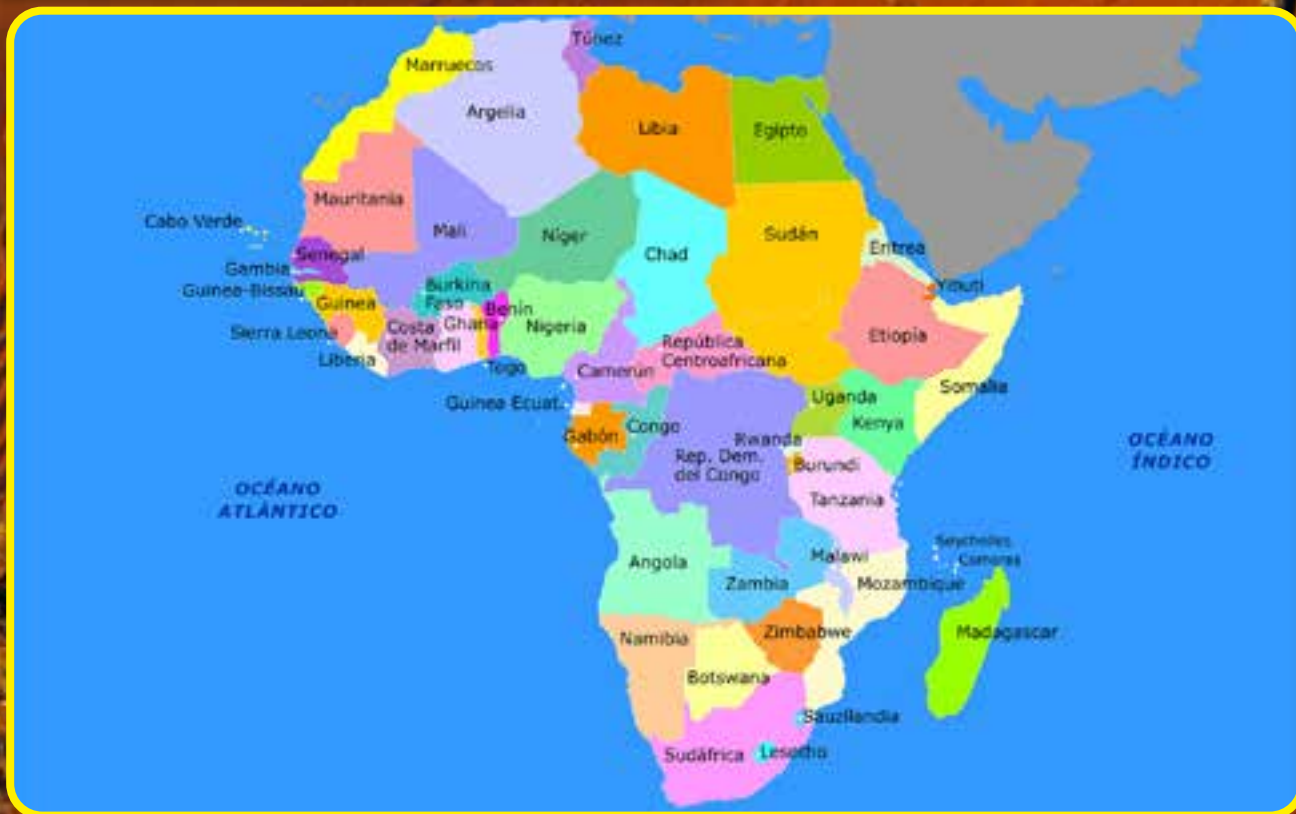 Túnez
Marruecos
Argelia
Libia
Egipto
Mauritania
Cabo Verde
Mali
Níger
Chad
Sudán
Eritrea
Senegal
Gambia
Guinea-Bissau
Guinea
Burkina
Faso
Benín
Yibuti
Sierra Leona
Costa
de Marfil
Ghana
Nigeria
Etiopía
Liberia
Togo
Camerún
República
Centroafricana
Somalia
Guinea Ecuat.
Gabón
Congo
Uganda
Kenya
Rwanda
Rep. Dem.
del Congo
Burundi
Tanzania
OCÉANO
ÍNDICO
OCÉANO
ATLÁNTICO
Seychelles
Comoras
Angola
Zambia
Malawi
Mozambique
Namibia
Zimbabwe
Madagascar
Botswana
Sauzilandia
Sudáfrica
Lesotho